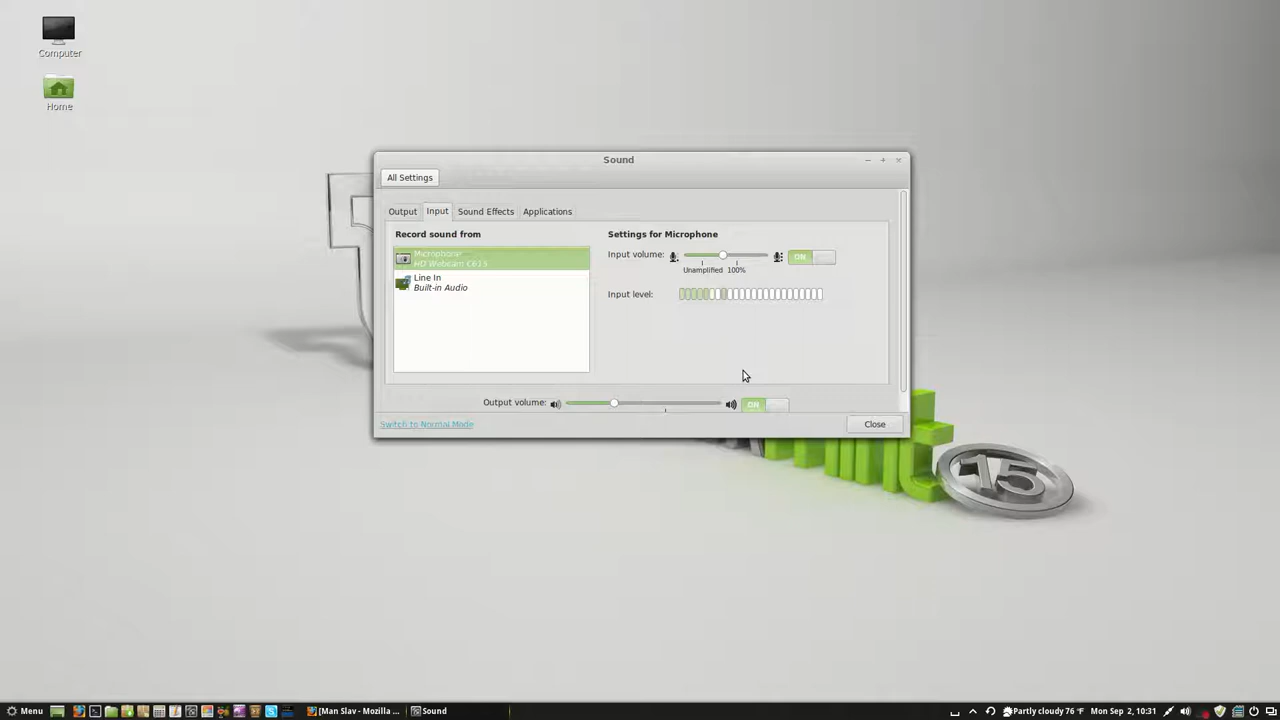 Computer
Home
Sound
All Settings
Output
Input
Sound Effects
Applications
Record sound from
Microphone
HD Webcam C615
Line In
Built-in Audio
Settings for Microphone
Input volume:
ON
Unamplified
100%
Input level:
Output volume:
ON
Switch to Normal Mode
Close
15
Menu
[Man Slav - Mozilla ...
Sound
Partly cloudy 76 °F
Mon Sep 2, 10:31